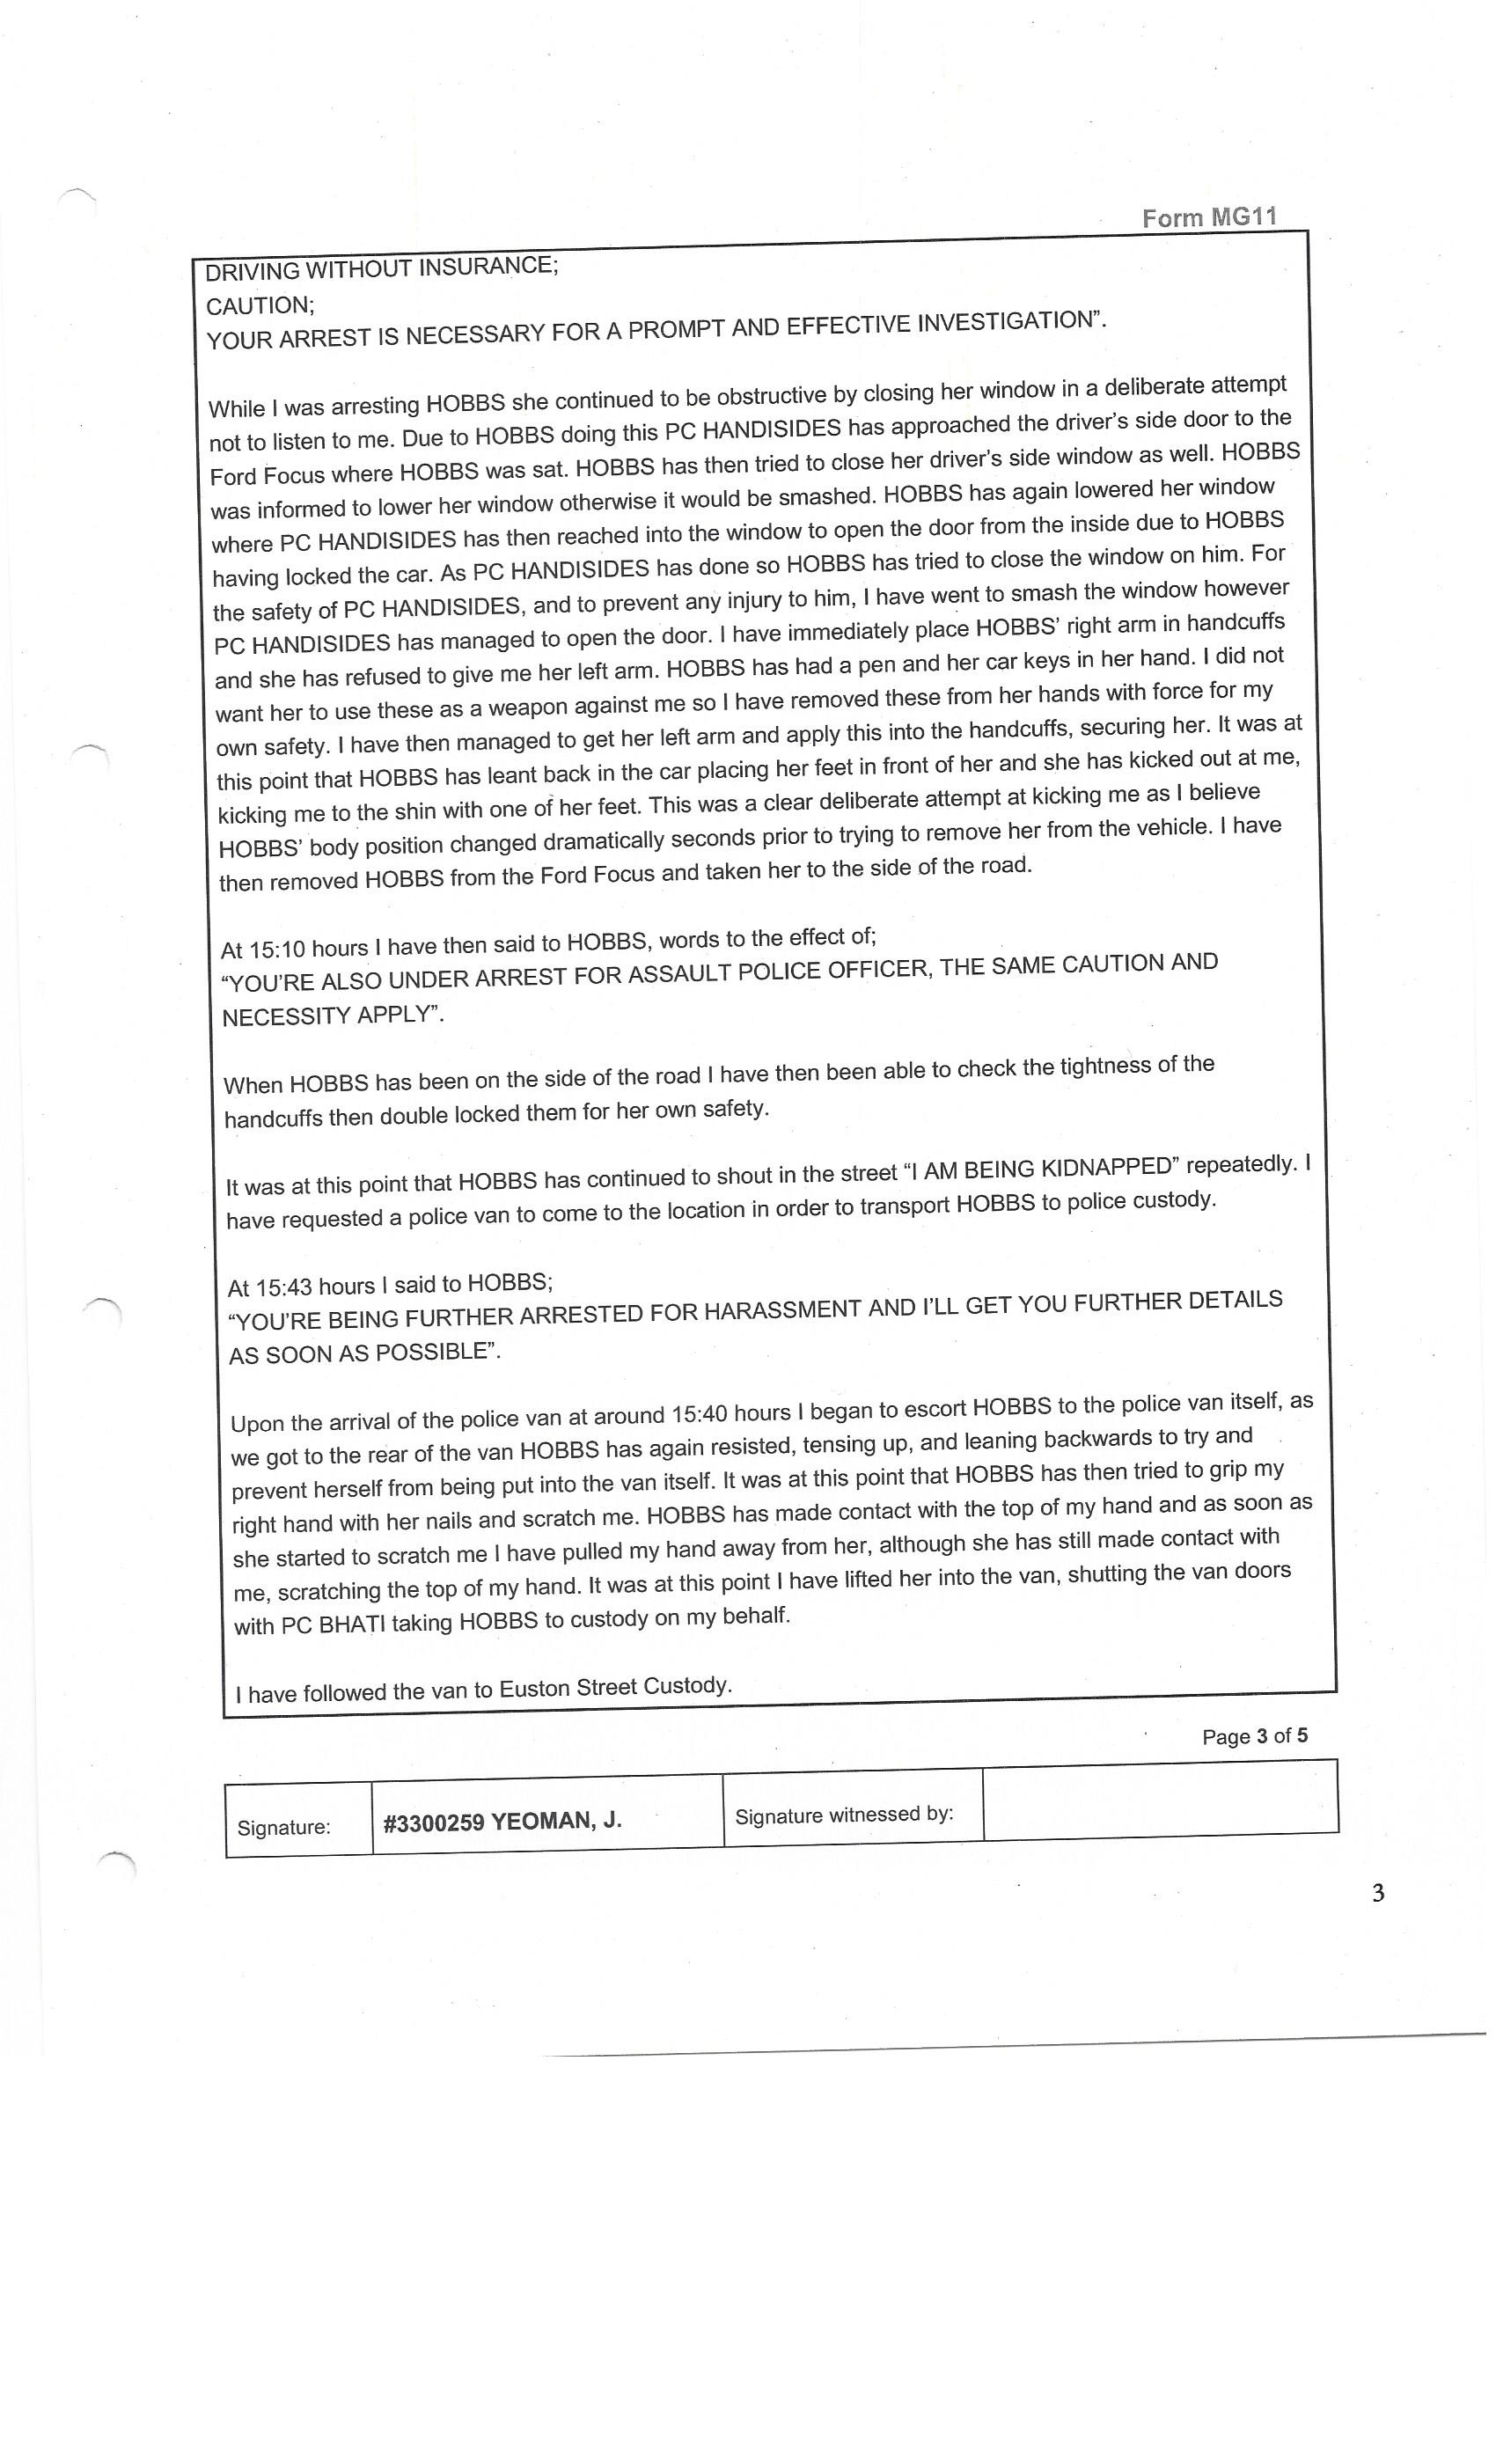 Form MG11
DRIVING WITHOUT INSURANCE;
CAUTION;
YOUR ARREST IS NECESSARY FOR A PROMPT AND EFFECTIVE INVESTIGATION”.
While I was arresting HOBBS she continued to be obstructive by closing her window in a deliberate attempt
not to listen to me. Due to HOBBS doing this PC HANDISIDES has approached the driver’s side door to the
Ford Focus where HOBBS was sat. HOBBS has then tried to close her driver’s side window as well. HOBBS
was informed to lower her window otherwise it would be smashed. HOBBS has again lowered her window
where PC HANDISIDES has then reached into the window to open the door from the inside due to HOBBS
having locked the car. As PC HANDISIDES has done so HOBBS has tried to close the window on him. For
the safety of PC HANDISIDES, and to prevent any injury to him, I have went to smash the window however
PC HANDISIDES has managed to open the door. I have immediately place HOBBS’ right arm in handcuffs
and she has refused to give me her left arm. HOBBS has had a pen and her car keys in her hand. I did not
want her to use these as a weapon against me so I have removed these from her hands with force for my
own safety. I have then managed to get her left arm and apply this into the handcuffs, securing her. It was at
this point that HOBBS has leant back in the car placing her feet in front of her and she has kicked out at me,
kicking me to the shin with one of her feet. This was a clear deliberate attempt at kicking me as I believe
HOBBS’ body position changed dramatically seconds prior to trying to remove her from the vehicle. I have
then removed HOBBS from the Ford Focus and taken her to the side of the road.
At 15:10 hours I have then said to HOBBS, words to the effect of;
“YOU’RE ALSO UNDER ARREST FOR ASSAULT POLICE OFFICER, THE SAME CAUTION AND
NECESSITY APPLY”.
When HOBBS has been on the side of the road I have then been able to check the tightness of the
handcuffs then double locked them for her own safety.
It was at this point that HOBBS has continued to shout in the street “I AM BEING KIDNAPPED” repeatedly. I
have requested a police van to come to the location in order to transport HOBBS to police custody.
At 15:43 hours I said to HOBBS;
“YOU’RE BEING FURTHER ARRESTED FOR HARASSMENT AND I’LL GET YOU FURTHER DETAILS
AS SOON AS POSSIBLE”.
Upon the arrival of the police van at around 15:40 hours I began to escort HOBBS to the police van itself, as
we got to the rear of the van HOBBS has again resisted, tensing up, and leaning backwards to try and
prevent herself from being put into the van itself. It was at this point that HOBBS has then tried to grip my
right hand with her nails and scratch me. HOBBS has made contact with the top of my hand and as soon as
she started to scratch me I have pulled my hand away from her, although she has still made contact with
me, scratching the top of my hand. It was at this point I have lifted her into the van, shutting the van doors
with PC BHATI taking HOBBS to custody on my behalf.
I have followed the van to Euston Street Custody.
Page 3 of 5
Signature: #3300259 YEOMAN, J. Signature witnessed by:
3